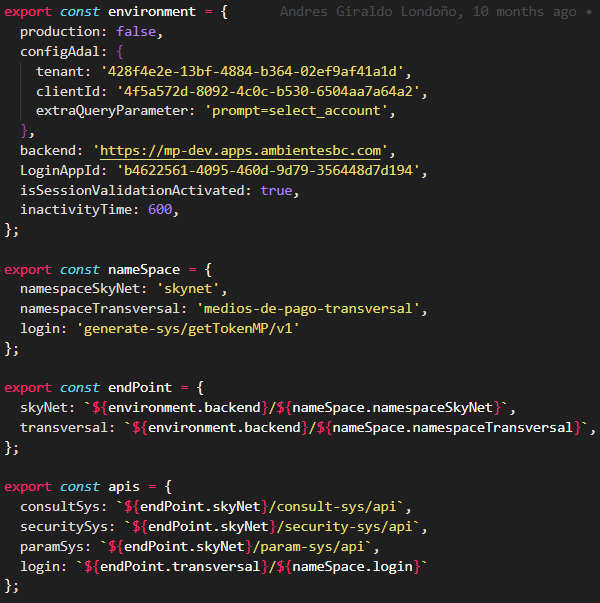 export const environment = {    Andres Giraldo Londoño, 10 months ago •
  production: false,
  configAdal: {
    tenant: '428f4e2e-13bf-4884-b364-02ef9af41a1d',
    clientId: '4f5a572d-8092-4c0c-b530-6504aa7a64a2',
    extraQueryParameter: 'prompt=select_account',
  },
  backend: 'https://mp-dev.apps.ambientesbc.com',
  LoginAppId: 'b4622561-4095-460d-9d79-356448d7d194',
  isSessionValidationActivated: true,
  inactivityTime: 600,
};
export const nameSpace = {
  namespaceSkyNet: 'skynet',
  namespaceTransversal: 'medios-de-pago-transversal',
  login: 'generate-sys/getTokenMP/v1'
};
export const endPoint = {
  skyNet: `${environment.backend}/${nameSpace.namespaceSkyNet}`,
  transversal: `${environment.backend}/${nameSpace.namespaceTransversal}`,
};
export const apis = {
  consultSys: `${endPoint.skyNet}/consult-sys/api`,
  securitySys: `${endPoint.skyNet}/security-sys/api`,
  paramSys: `${endPoint.skyNet}/param-sys/api`,
  login: `${endPoint.transversal}/${nameSpace.login}`
};